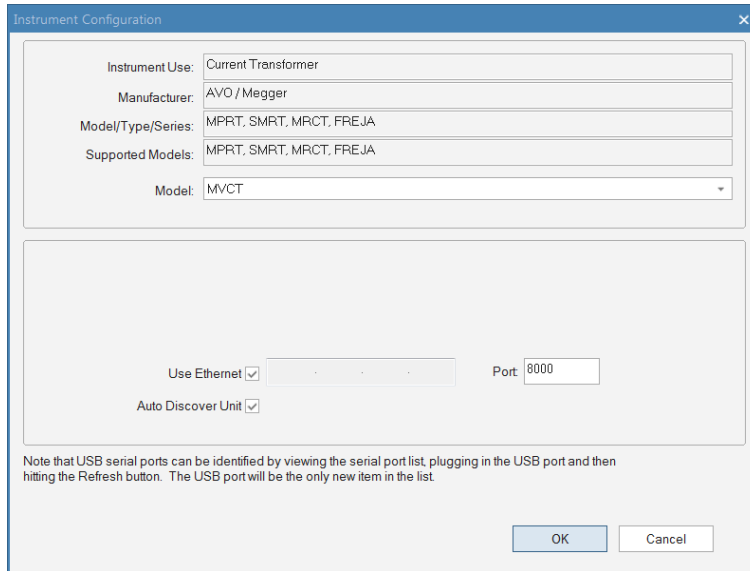 Instrument Configuration
Instrument Use: Current Transformer
Manufacturer: AVO / Megger
Model/Type/Series: MPRT, SMRT, MRCT, FREJA
Supported Models: MPRT, SMRT, MRCT, FREJA
Model: MVCT
Use Ethernet . . . Port: 8000
Auto Discover Unit
Note that USB serial ports can be identified by viewing the serial port list, plugging in the USB port and then
hitting the Refresh button. The USB port will be the only new item in the list.
OK Cancel